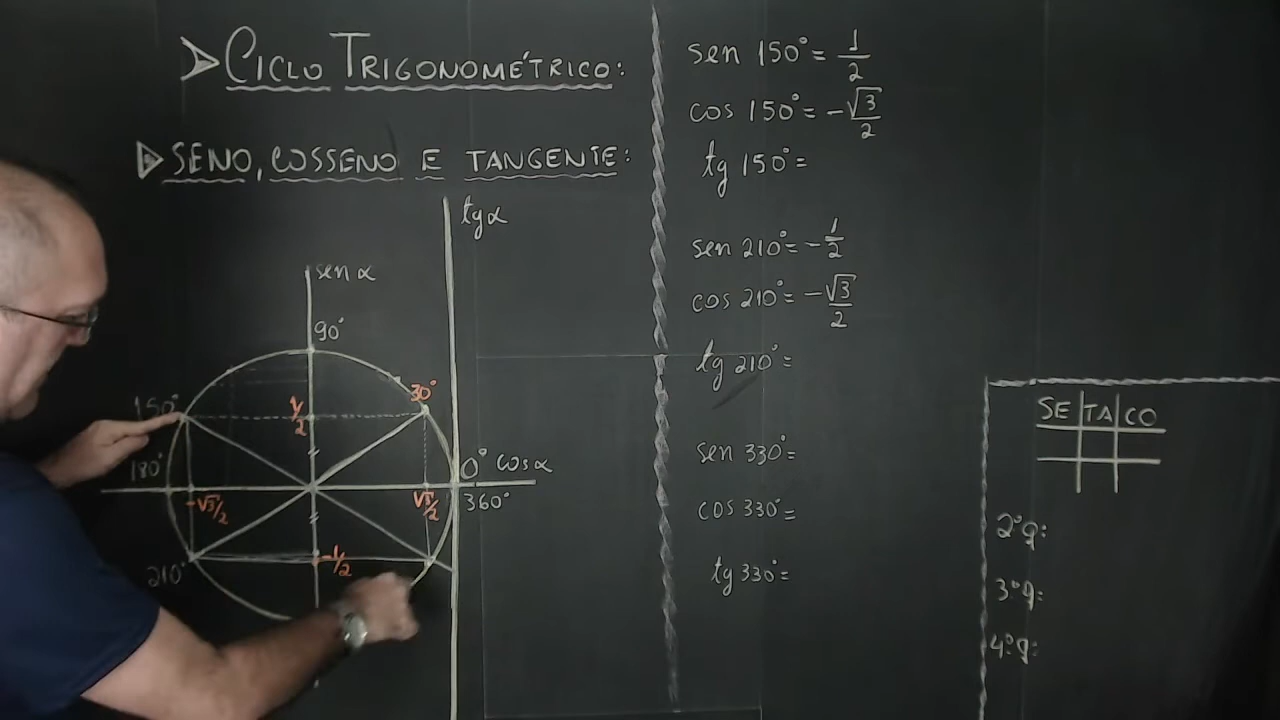 ➤ CICLO TRIGONOMÉTRICO:
SENO, COSSENO E TANGENTE:
tg α
sen α
90°
150°
30°
1/2
180°
0° cos α
-√3/2
√3/2
360°
-1/2
210°
sen 150° = 1/2
cos 150° = -√3/2
tg 150° =
sen 210° = -1/2
cos 210° = -√3/2
tg 210° =
sen 330° =
cos 330° =
tg 330° =
SE TA CO
2°q:
3°q:
4°q: